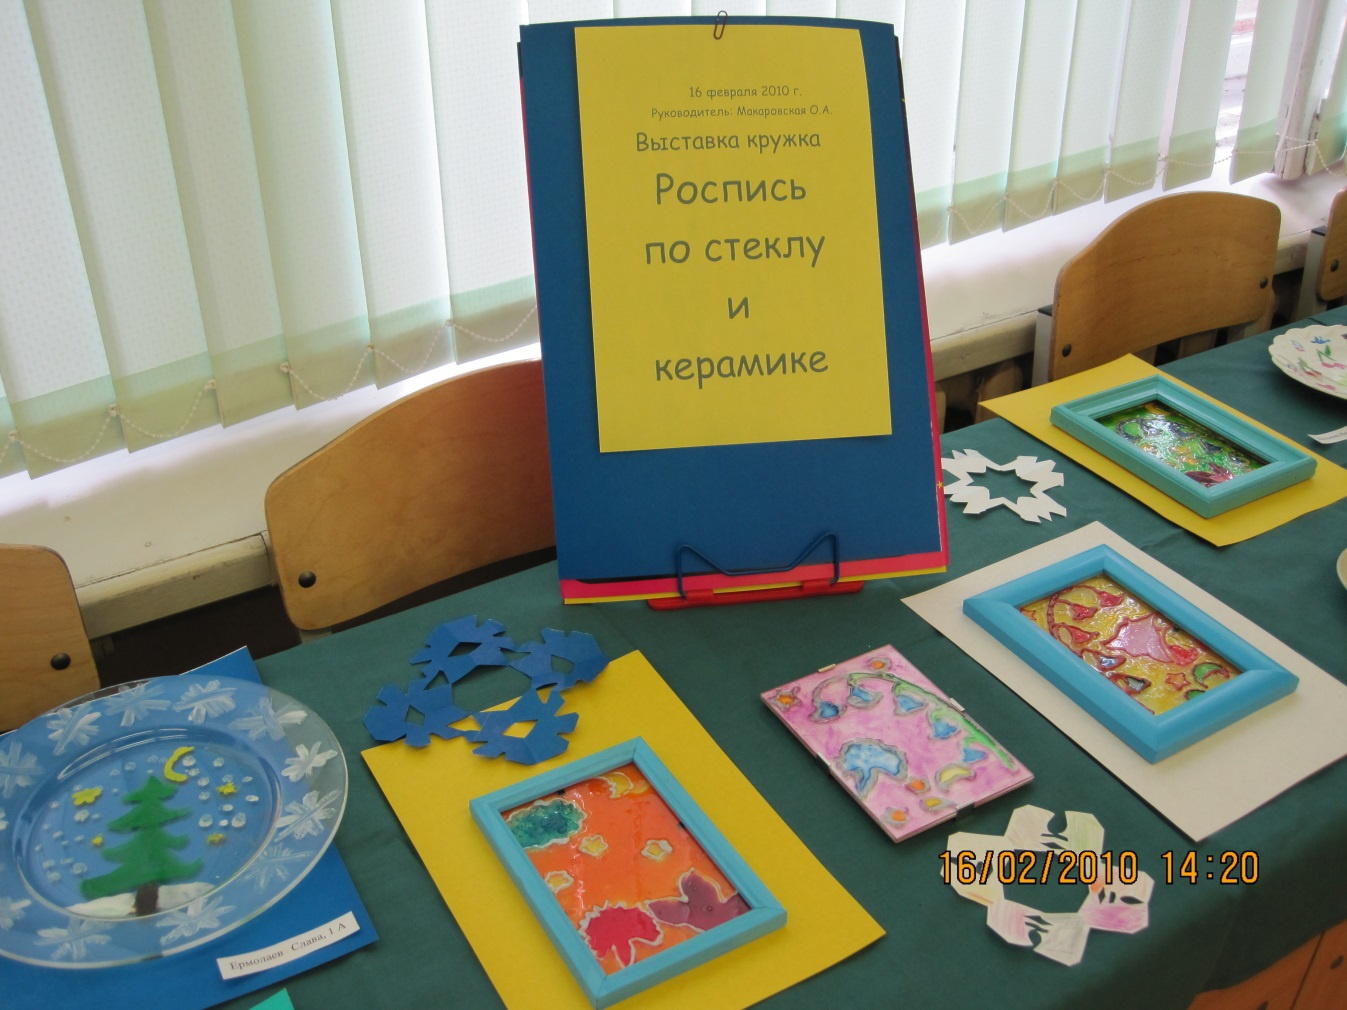 16 февраля 2010 г.
Руководитель: Макаровская О.А.
Выставка кружка
Роспись
по стеклу
и
керамике
Ермолаев Слава, 1 А
16/02/2010 14:20